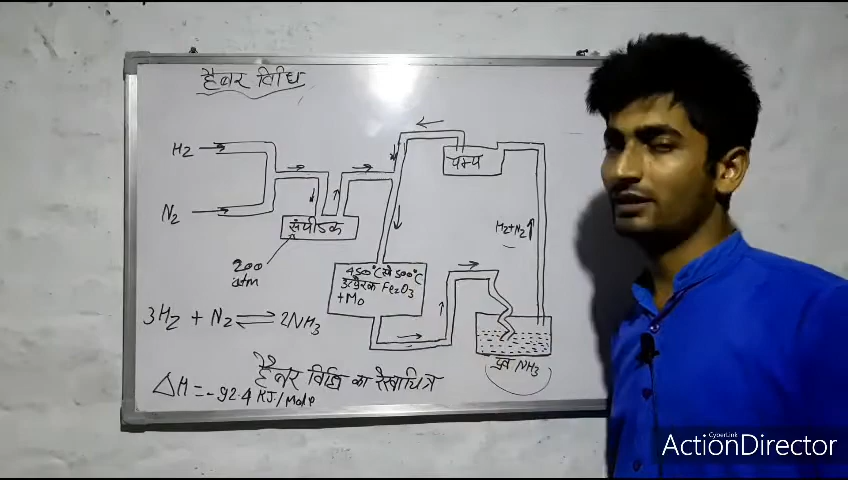 हैबर विधि
H2
N2
पम्प
संपीडक
200
atm
H2+N2
450°C से 500°C
उत्प्रेरक Fe2O3
+Mo
3H2 + N2 ⇌ 2NH3
द्रव NH3
हैबर विधि का रेखाचित्र
ΔH = -92.4 KJ/Mole
CyberLink
ActionDirector